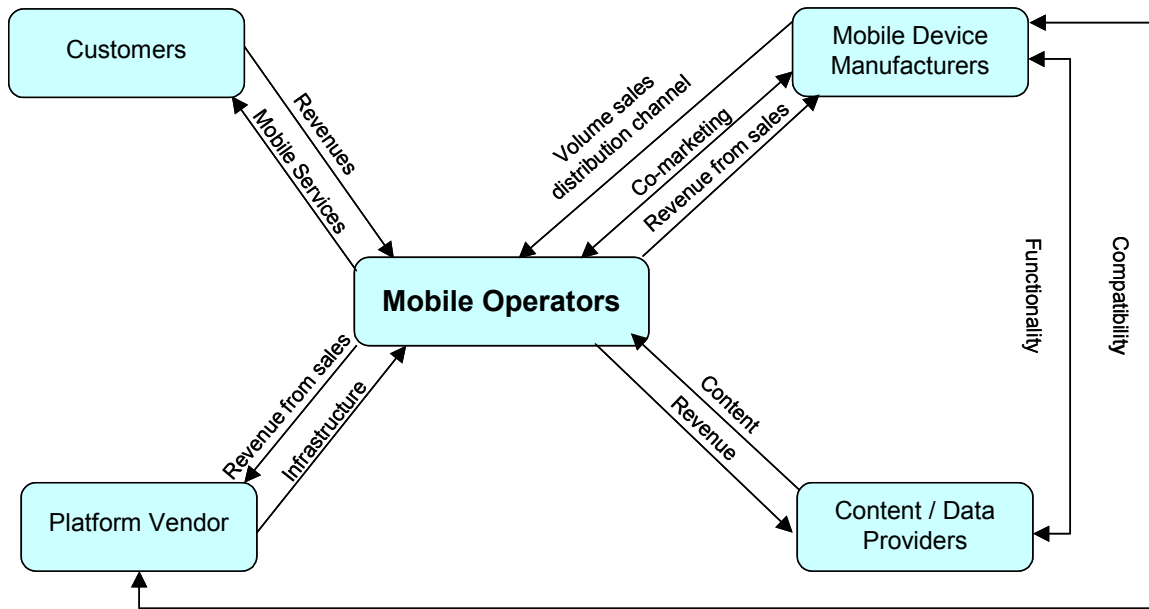 Customers
Mobile Device
Manufacturers
Revenues
Mobile Services
Volume sales
distribution channel
Co-marketing
Revenue from sales
Functionality
Compatibility
Mobile Operators
Revenue from sales
Infrastructure
Content
Revenue
Platform Vendor
Content / Data
Providers